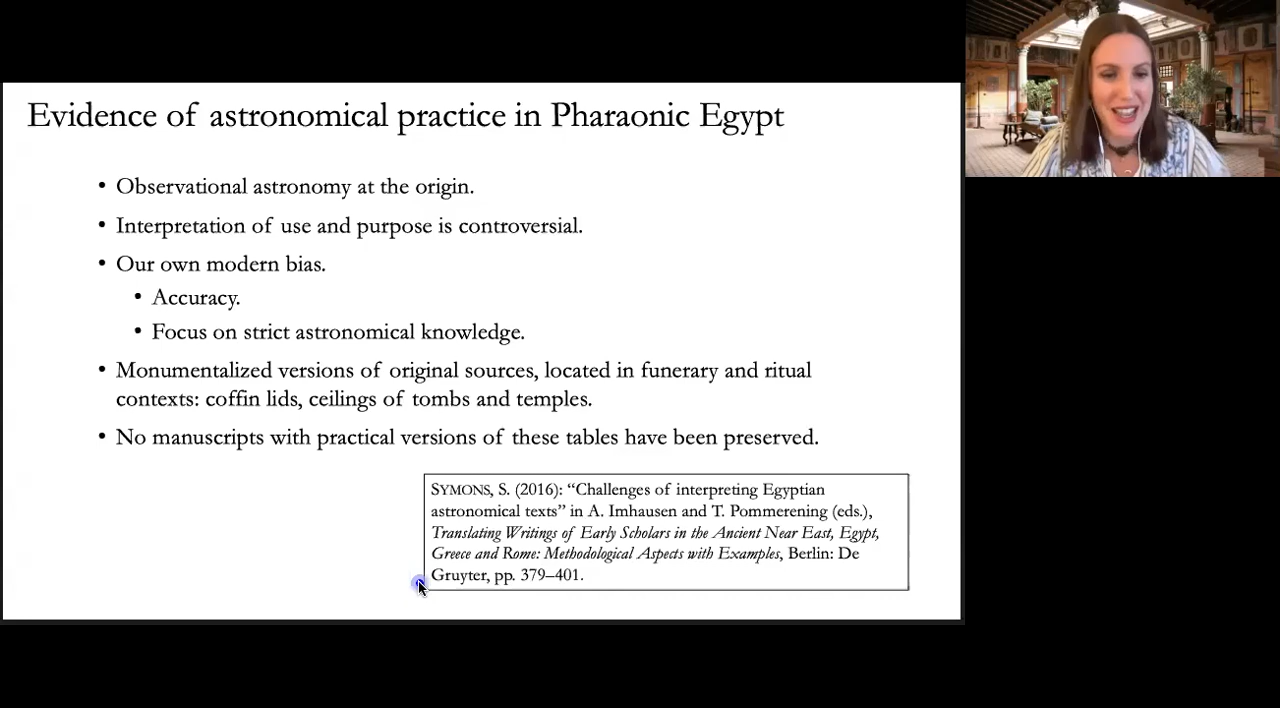 Evidence of astronomical practice in Pharaonic Egypt
• Observational astronomy at the origin.
• Interpretation of use and purpose is controversial.
• Our own modern bias.
• Accuracy.
• Focus on strict astronomical knowledge.
• Monumentalized versions of original sources, located in funerary and ritual
contexts: coffin lids, ceilings of tombs and temples.
• No manuscripts with practical versions of these tables have been preserved.
SYMONS, S. (2016): “Challenges of interpreting Egyptian
astronomical texts” in A. Imhausen and T. Pommerening (eds.),
Translating Writings of Early Scholars in the Ancient Near East, Egypt,
Greece and Rome: Methodological Aspects with Examples, Berlin: De
Gruyter, pp. 379–401.